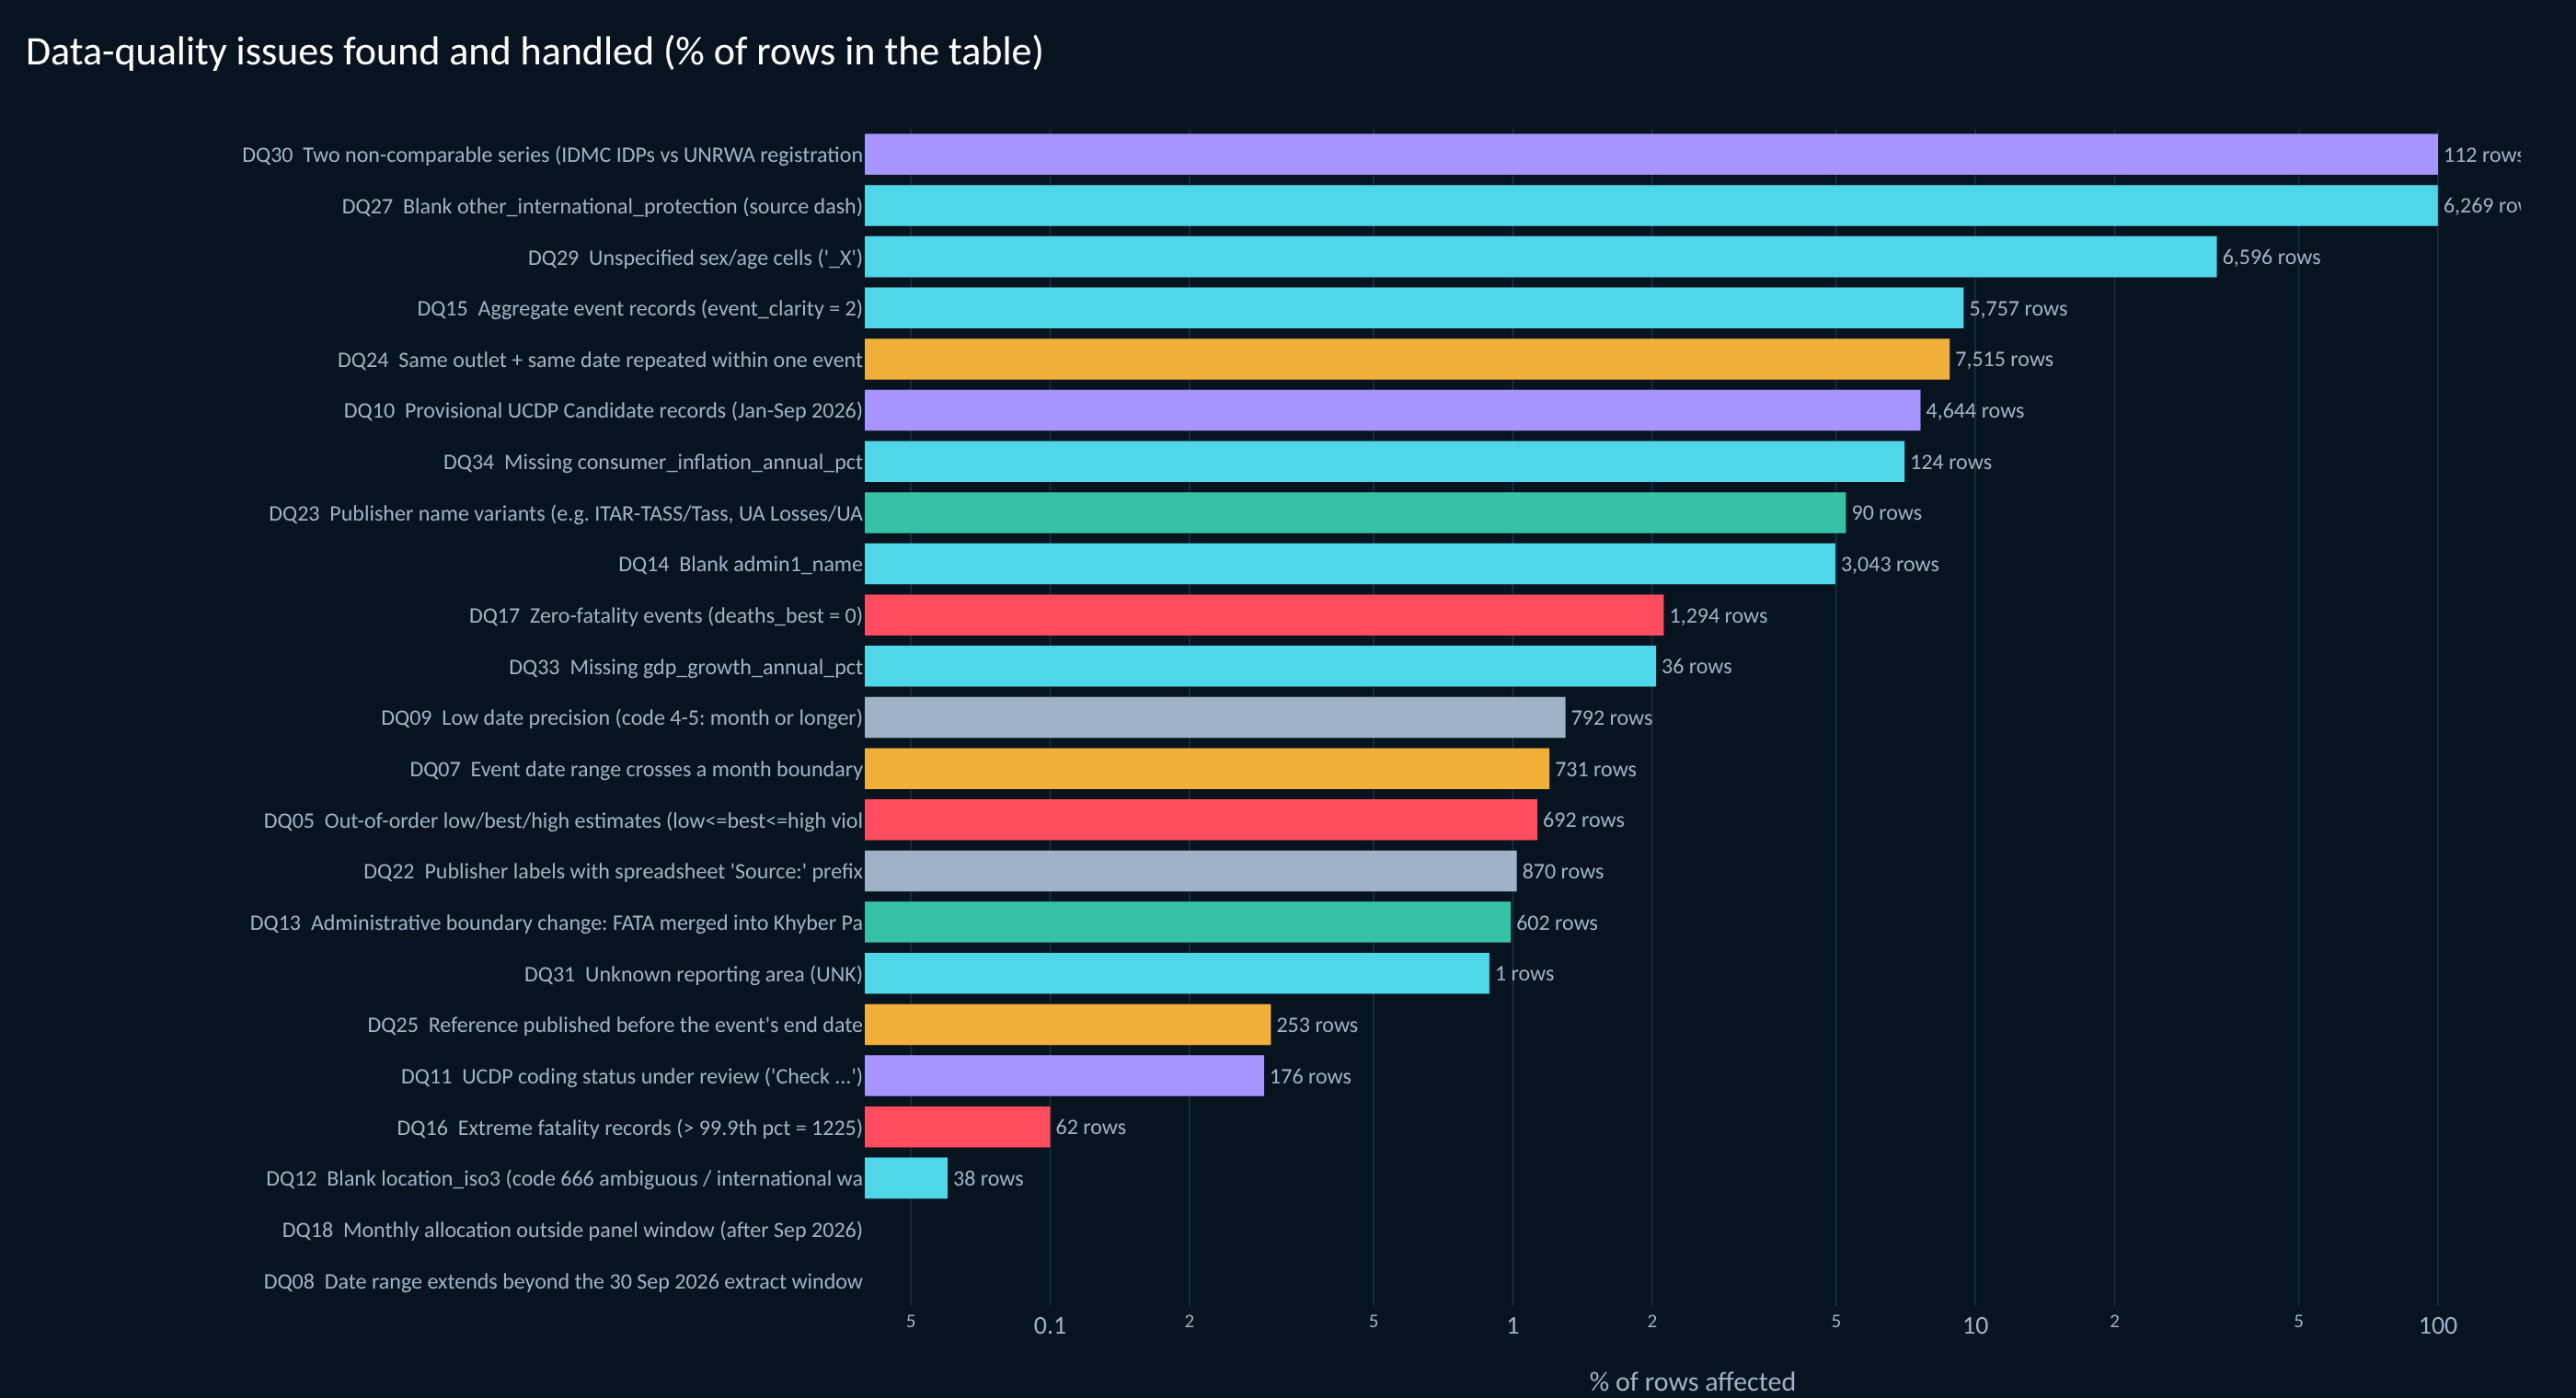 Data-quality issues found and handled (% of rows in the table)
DQ30 Two non-comparable series (IDMC IDPs vs UNRWA registration 112 rows
DQ27 Blank other_international_protection (source dash) 6,269 row
DQ29 Unspecified sex/age cells ('_X') 6,596 rows
DQ15 Aggregate event records (event_clarity = 2) 5,757 rows
DQ24 Same outlet + same date repeated within one event 7,515 rows
DQ10 Provisional UCDP Candidate records (Jan-Sep 2026) 4,644 rows
DQ34 Missing consumer_inflation_annual_pct 124 rows
DQ23 Publisher name variants (e.g. ITAR-TASS/Tass, UA Losses/UA 90 rows
DQ14 Blank admin1_name 3,043 rows
DQ17 Zero-fatality events (deaths_best = 0) 1,294 rows
DQ33 Missing gdp_growth_annual_pct 36 rows
DQ09 Low date precision (code 4-5: month or longer) 792 rows
DQ07 Event date range crosses a month boundary 731 rows
DQ05 Out-of-order low/best/high estimates (low<=best<=high viol 692 rows
DQ22 Publisher labels with spreadsheet 'Source:' prefix 870 rows
DQ13 Administrative boundary change: FATA merged into Khyber Pa 602 rows
DQ31 Unknown reporting area (UNK) 1 rows
DQ25 Reference published before the event's end date 253 rows
DQ11 UCDP coding status under review ('Check ...') 176 rows
DQ16 Extreme fatality records (> 99.9th pct = 1225) 62 rows
DQ12 Blank location_iso3 (code 666 ambiguous / international wa 38 rows
DQ18 Monthly allocation outside panel window (after Sep 2026)
DQ08 Date range extends beyond the 30 Sep 2026 extract window
5 0.1 2 5 1 2 5 10 2 5 100
% of rows affected